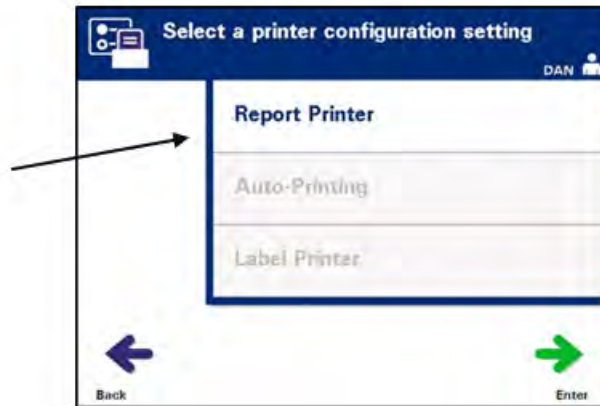 Select a printer configuration setting
DAN
Report Printer
Auto-Printing
Label Printer
Back
Enter